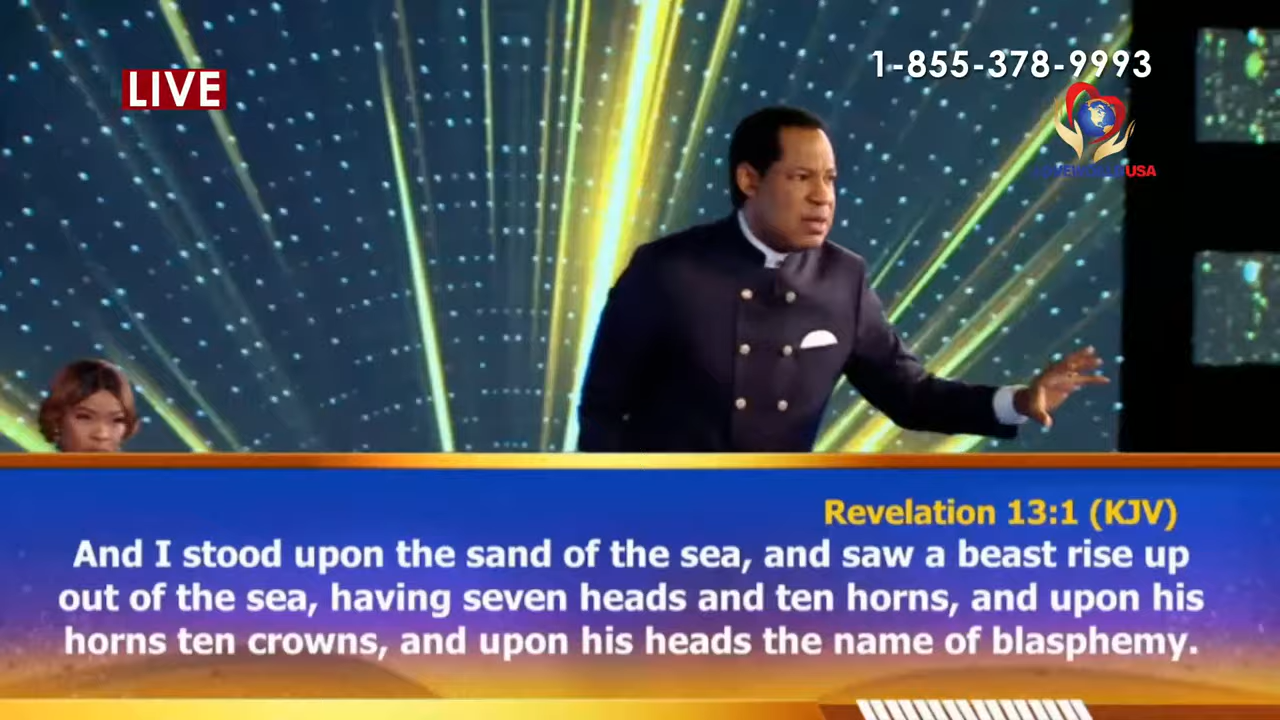 LIVE
1-855-378-9993
LOVEWORLD USA
Revelation 13:1 (KJV)
And I stood upon the sand of the sea, and saw a beast rise up
out of the sea, having seven heads and ten horns, and upon his
horns ten crowns, and upon his heads the name of blasphemy.